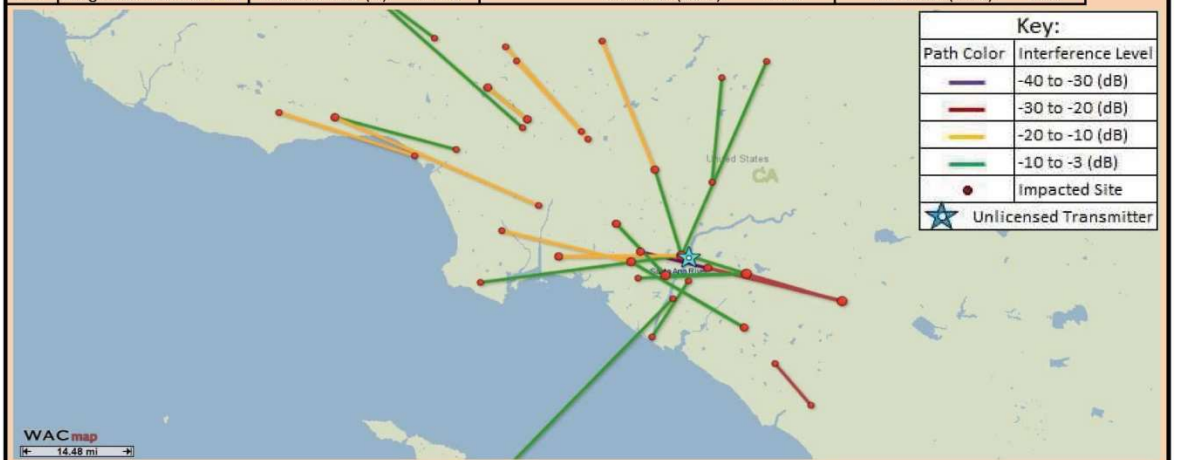 Key:
Path Color Interference Level
-40 to -30 (dB)
-30 to -20 (dB)
-20 to -10 (dB)
-10 to -3 (dB)
Impacted Site
Unlicensed Transmitter
United States
CA
WACmap
14.48 mi